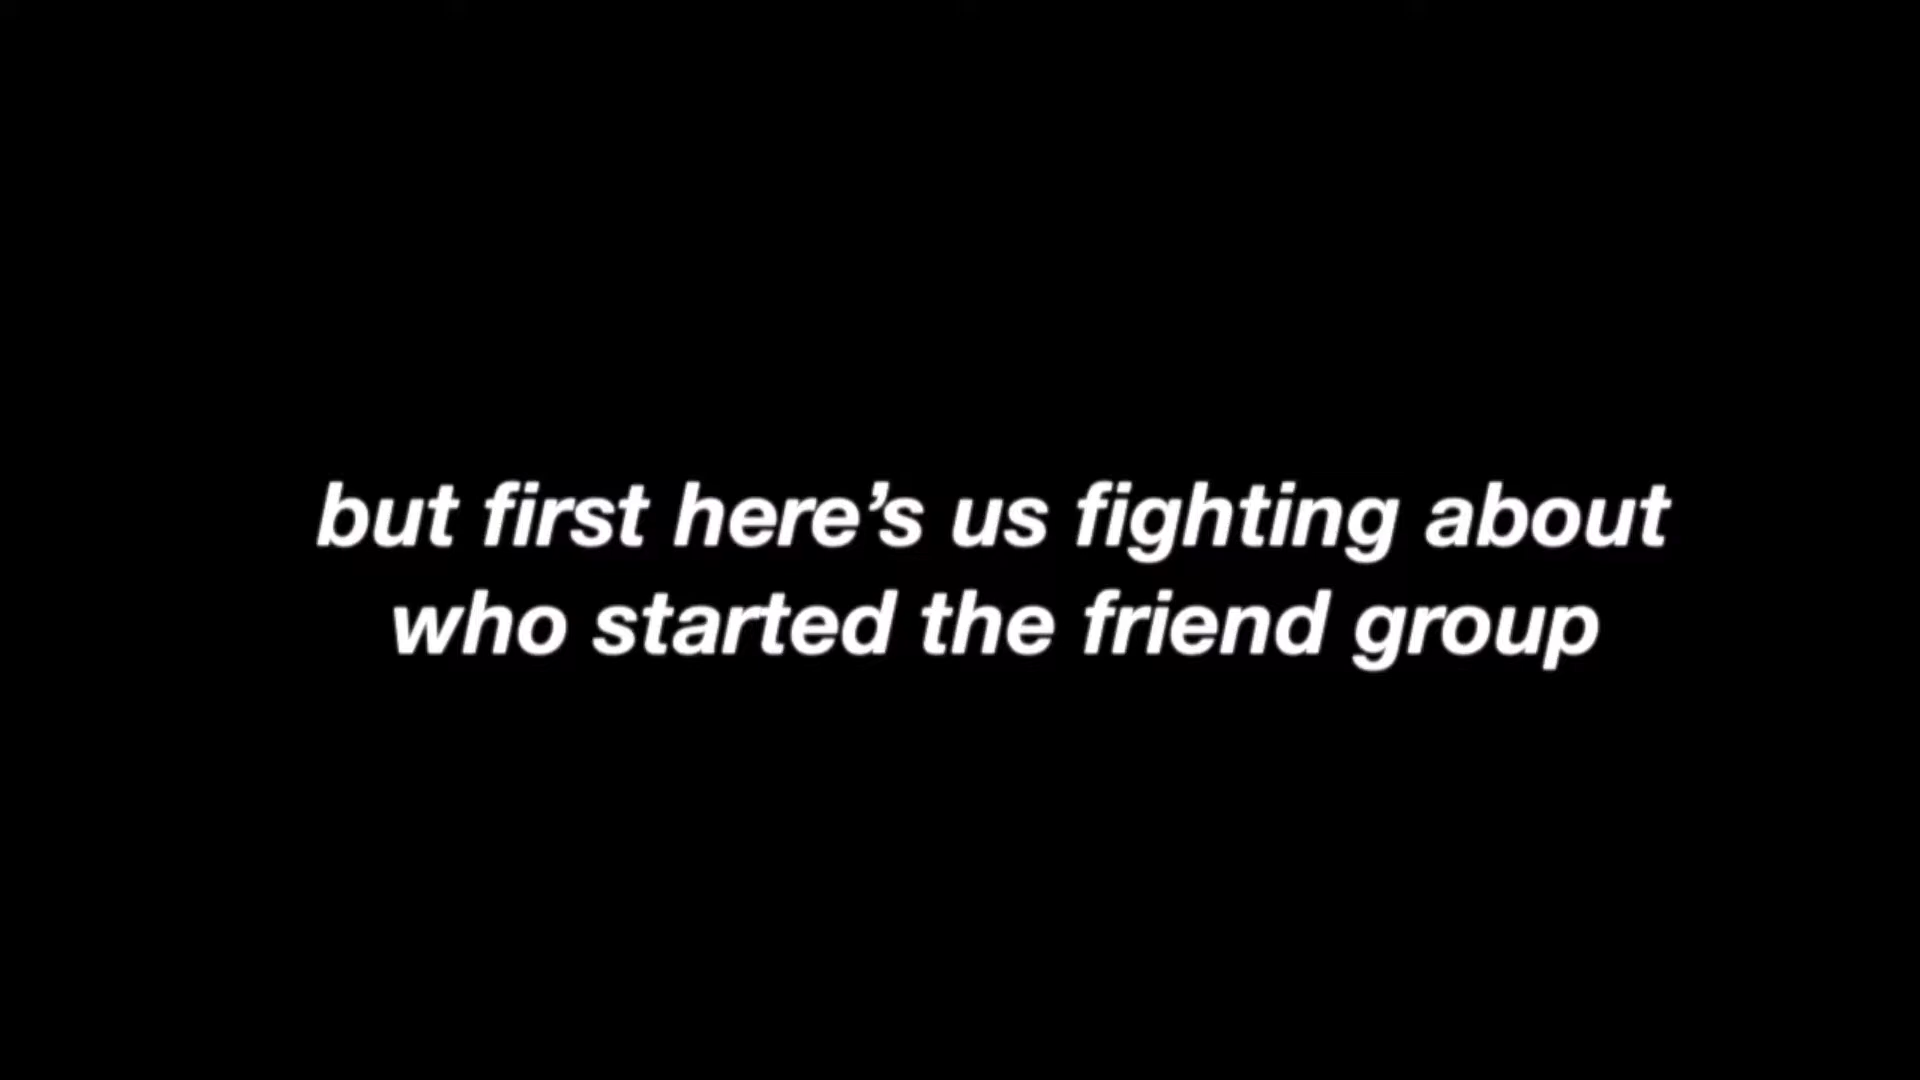 but first here’s us fighting about
who started the friend group